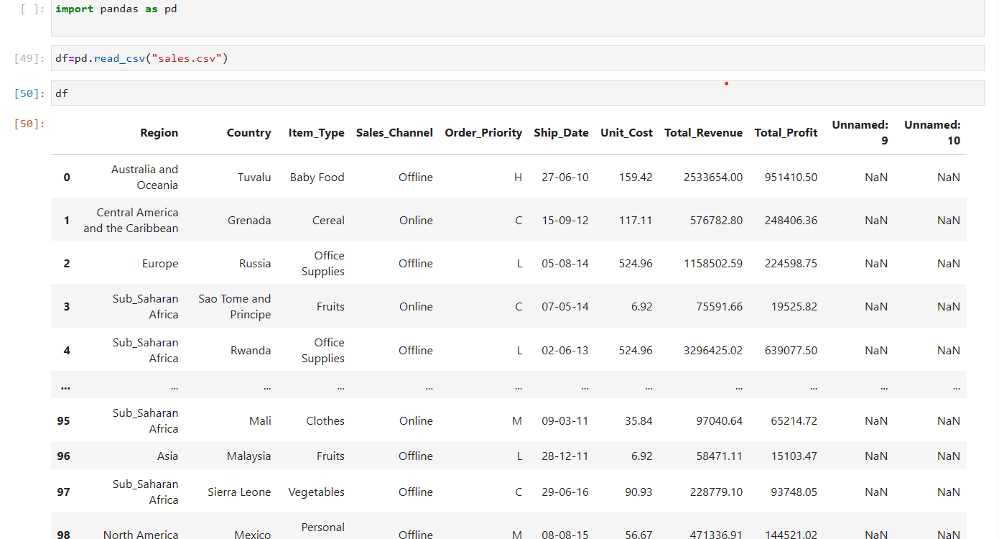 [ ]: import pandas as pd
[49]: df=pd.read_csv("sales.csv")
[50]: df
[50]:
Region Country Item_Type Sales_Channel Order_Priority Ship_Date Unit_Cost Total_Revenue Total_Profit Unnamed: 9 Unnamed: 10
0 Australia and Oceania Tuvalu Baby Food Offline H 27-06-10 159.42 2533654.00 951410.50 NaN NaN
1 Central America and the Caribbean Grenada Cereal Online C 15-09-12 117.11 576782.80 248406.36 NaN NaN
2 Europe Russia Office Supplies Offline L 05-08-14 524.96 1158502.59 224598.75 NaN NaN
3 Sub_Saharan Africa Sao Tome and Principe Fruits Online C 07-05-14 6.92 75591.66 19525.82 NaN NaN
4 Sub_Saharan Africa Rwanda Office Supplies Offline L 02-06-13 524.96 3296425.02 639077.50 NaN NaN
... ... ... ... ... ... ... ... ... ... ... ...
95 Sub_Saharan Africa Mali Clothes Online M 09-03-11 35.84 97040.64 65214.72 NaN NaN
96 Asia Malaysia Fruits Offline L 28-12-11 6.92 58471.11 15103.47 NaN NaN
97 Sub_Saharan Africa Sierra Leone Vegetables Offline C 29-06-16 90.93 228779.10 93748.05 NaN NaN
98 North America Mexico Personal Offline M 08-08-15 56.67 471336.91 144521.02 NaN NaN